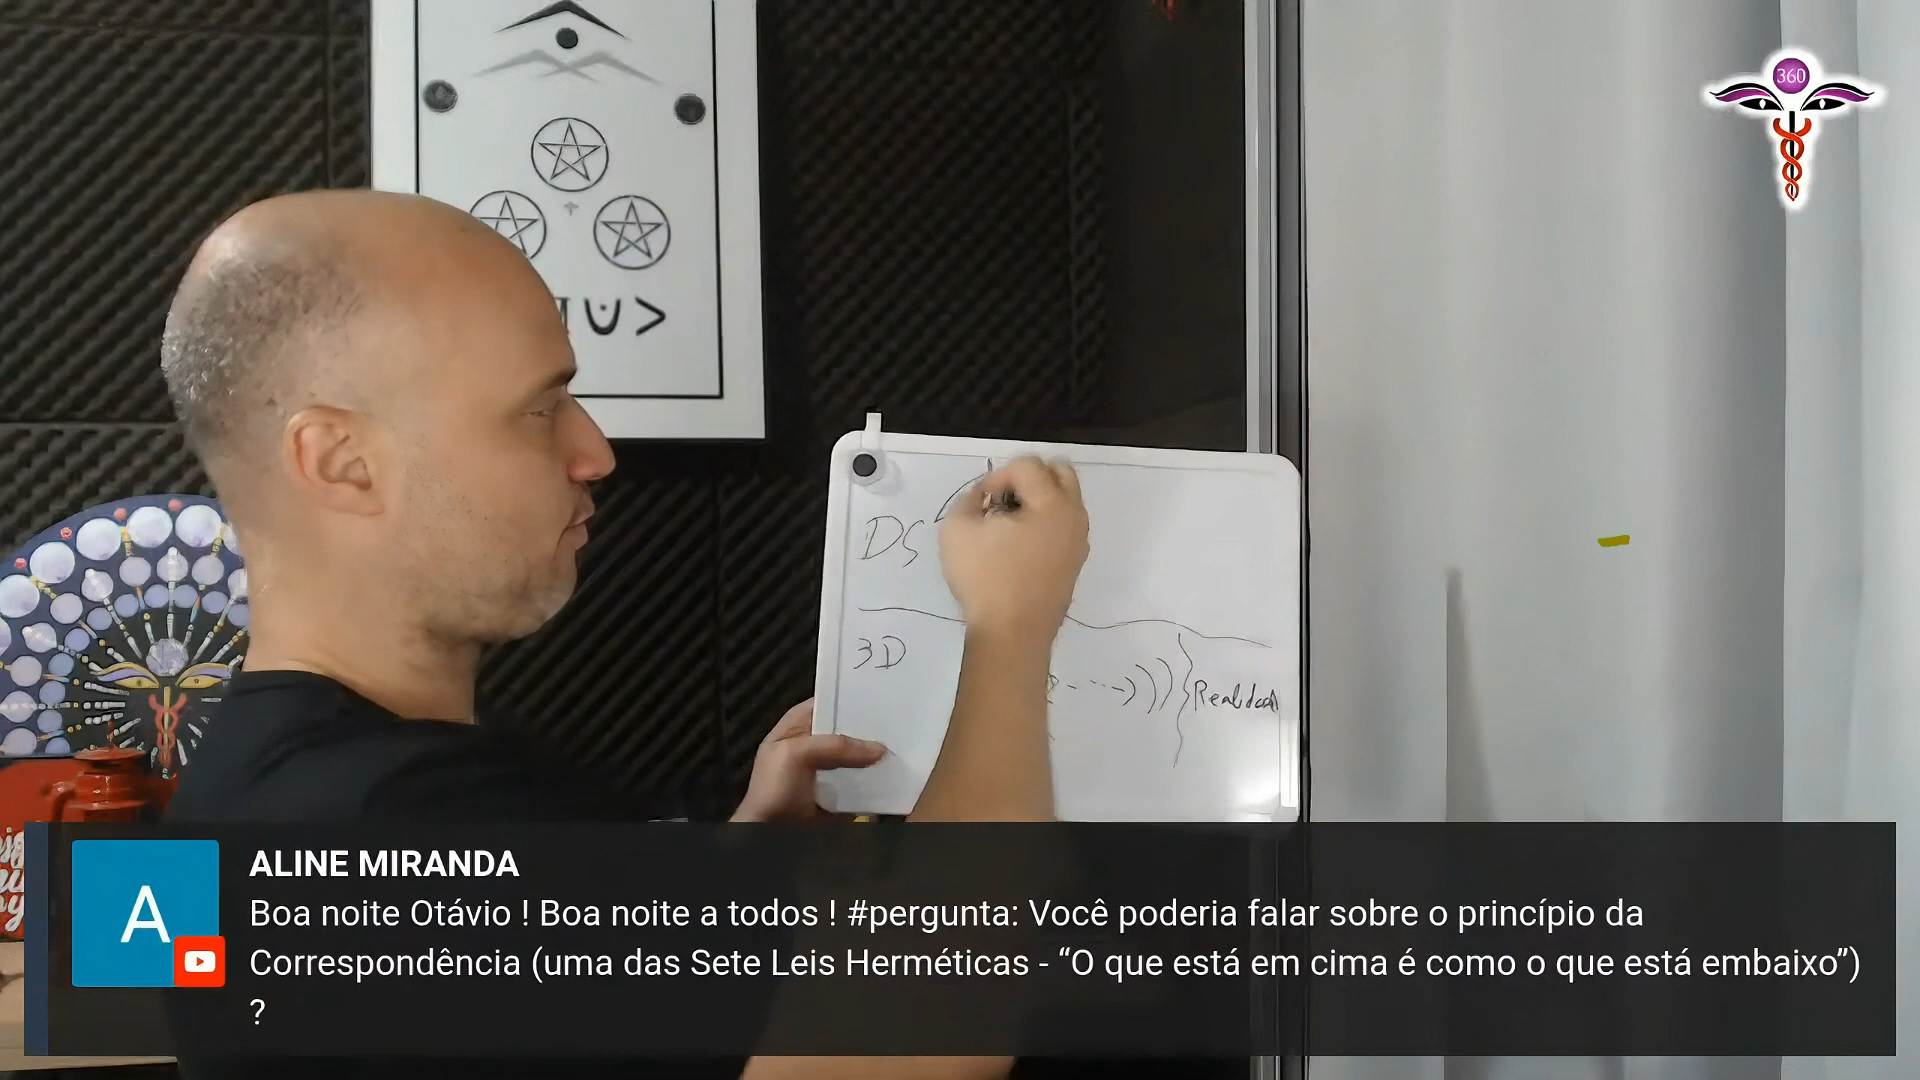 360
DS
3D
Realidad
ALINE MIRANDA
A
Boa noite Otávio ! Boa noite a todos ! #pergunta: Você poderia falar sobre o princípio da
Correspondência (uma das Sete Leis Herméticas - “O que está em cima é como o que está embaixo”)
?